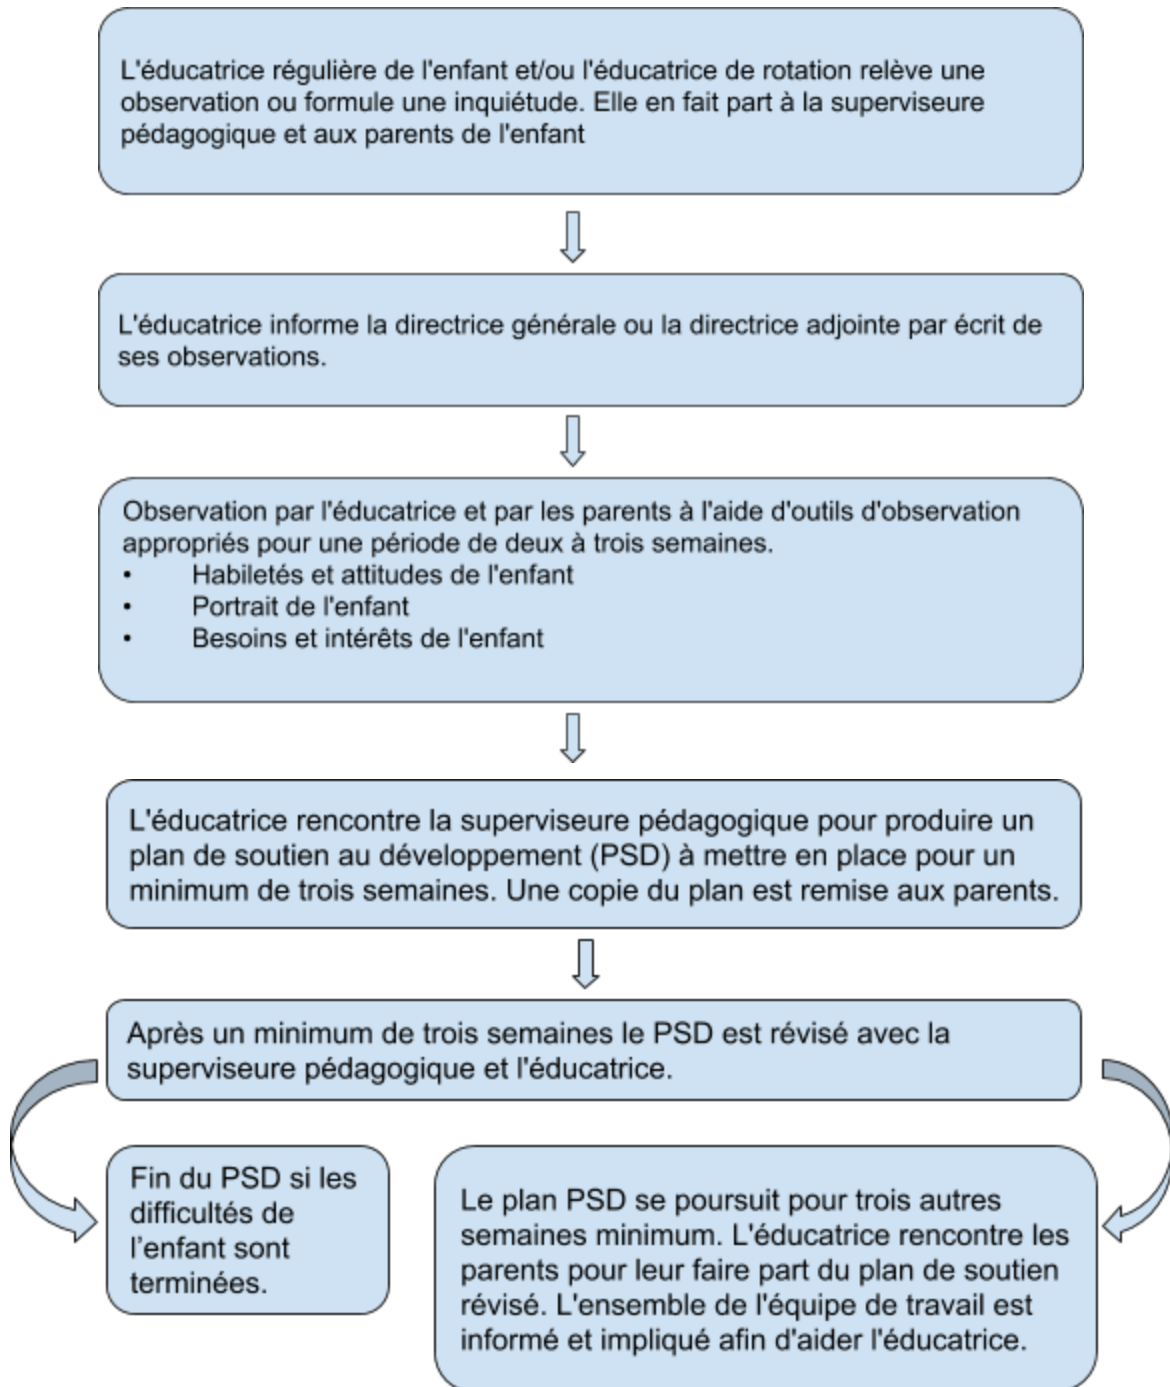 L'éducatrice régulière de l'enfant et/ou l'éducatrice de rotation relève une
observation ou formule une inquiétude. Elle en fait part à la superviseure
pédagogique et aux parents de l'enfant
L'éducatrice informe la directrice générale ou la directrice adjointe par écrit de
ses observations.
Observation par l'éducatrice et par les parents à l'aide d'outils d'observation
appropriés pour une période de deux à trois semaines.
• Habiletés et attitudes de l'enfant
• Portrait de l'enfant
• Besoins et intérêts de l'enfant
L'éducatrice rencontre la superviseure pédagogique pour produire un
plan de soutien au développement (PSD) à mettre en place pour un
minimum de trois semaines. Une copie du plan est remise aux parents.
Après un minimum de trois semaines le PSD est révisé avec la
superviseure pédagogique et l'éducatrice.
Fin du PSD si les
difficultés de
l’enfant sont
terminées.
Le plan PSD se poursuit pour trois autres
semaines minimum. L'éducatrice rencontre les
parents pour leur faire part du plan de soutien
révisé. L'ensemble de l'équipe de travail est
informé et impliqué afin d'aider l'éducatrice.